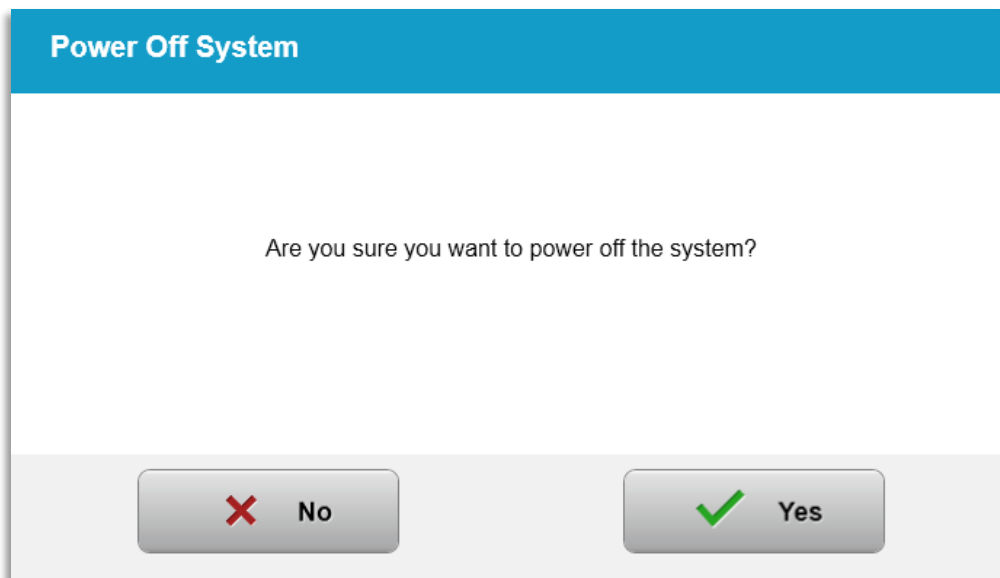 Power Off System
Are you sure you want to power off the system?
No
Yes